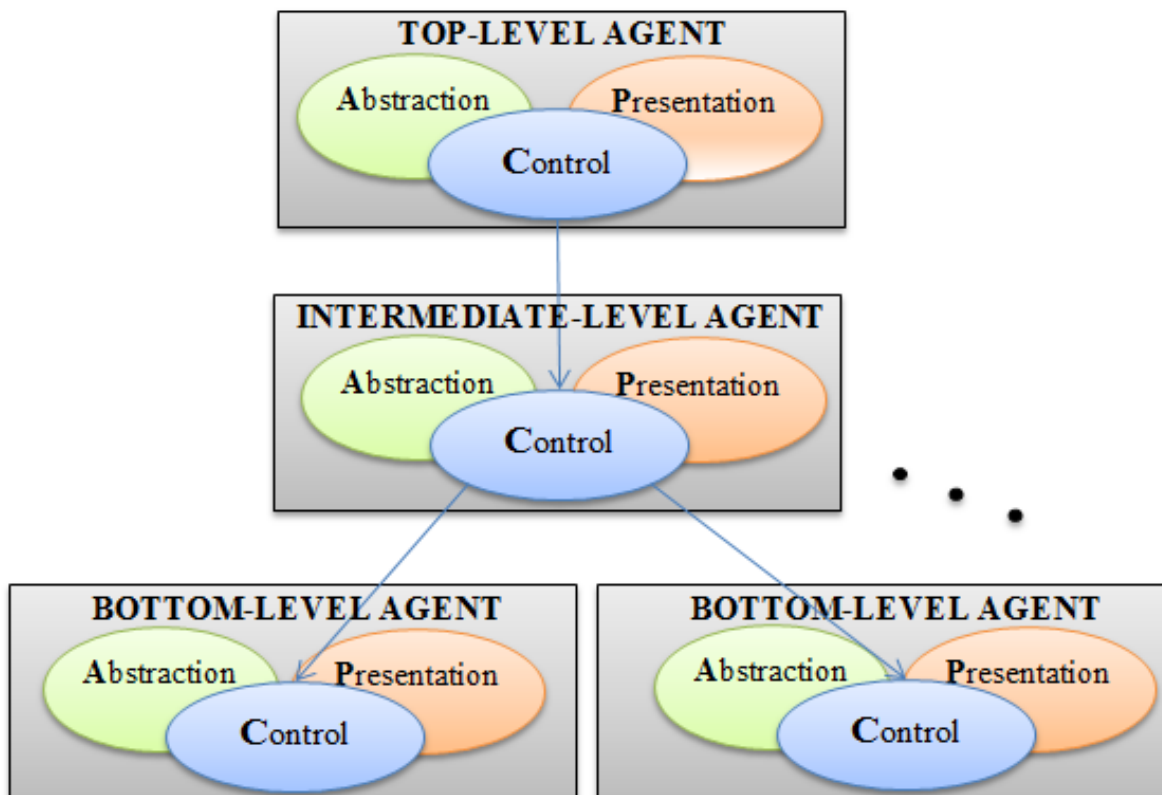 TOP-LEVEL AGENT
Abstraction
Presentation
Control
INTERMEDIATE-LEVEL AGENT
Abstraction
Presentation
Control
BOTTOM-LEVEL AGENT
Abstraction
Presentation
Control
BOTTOM-LEVEL AGENT
Abstraction
Presentation
Control